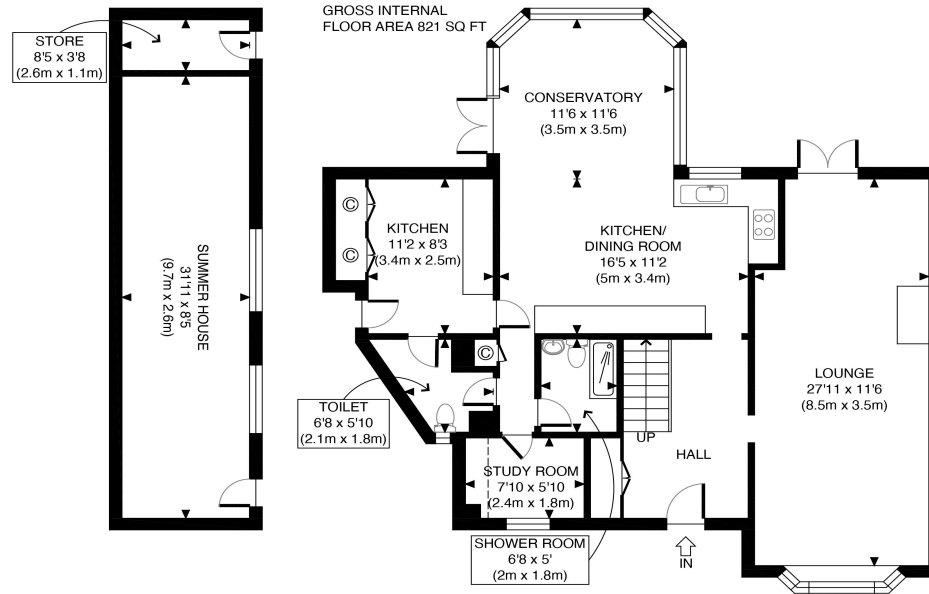 GROSS INTERNAL
FLOOR AREA 821 SQ FT
STORE
8'5 x 3'8
(2.6m x 1.1m)
SUMMER HOUSE
31'11 x 8'5
(9.7m x 2.6m)
CONSERVATORY
11'6 x 11'6
(3.5m x 3.5m)
KITCHEN
11'2 x 8'3
(3.4m x 2.5m)
C
C
KITCHEN/
DINING ROOM
16'5 x 11'2
(5m x 3.4m)
LOUNGE
27'11 x 11'6
(8.5m x 3.5m)
C
TOILET
6'8 x 5'10
(2.1m x 1.8m)
UP
HALL
STUDY ROOM
7'10 x 5'10
(2.4m x 1.8m)
SHOWER ROOM
6'8 x 5'
(2m x 1.8m)
IN